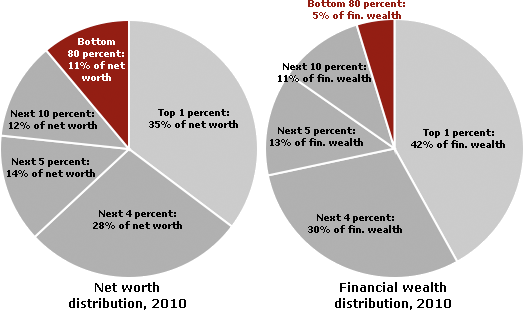 Bottom
80 percent:
11% of net
worth
Next 10 percent:
12% of net worth
Next 5 percent:
14% of net worth
Top 1 percent:
35% of net worth
Next 4 percent:
28% of net worth
Net worth
distribution, 2010
Bottom 80 percent:
5% of fin. wealth
Next 10 percent:
11% of fin. wealth
Next 5 percent:
13% of fin. wealth
Top 1 percent:
42% of fin. wealth
Next 4 percent:
30% of fin. wealth
Financial wealth
distribution, 2010